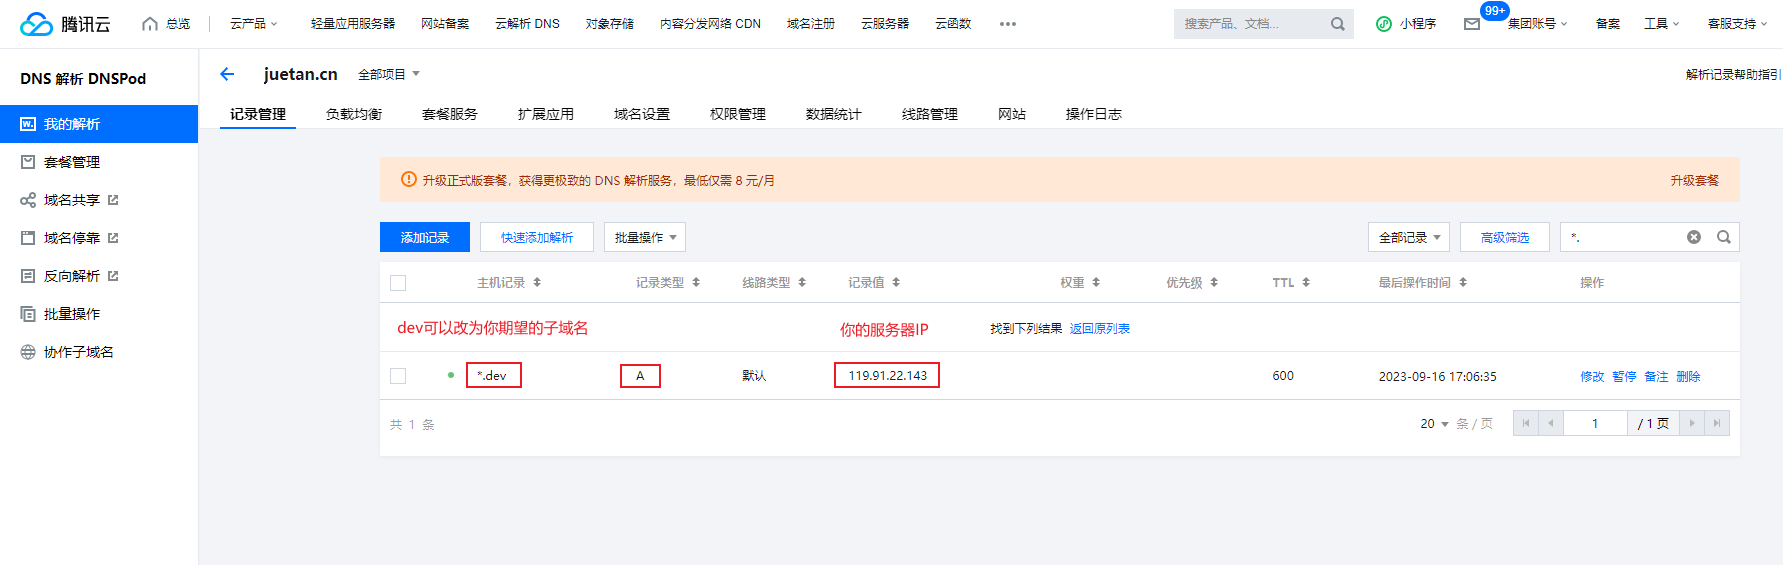 腾讯云 总览 云产品 轻量应用服务器 网站备案 云解析 DNS 对象存储 内容分发网络 CDN 域名注册 云服务器 云函数 ••• 搜索产品、文档... 小程序 99+ 集团账号 备案 工具 客服支持
DNS 解析 DNSPod
我的解析
套餐管理
域名共享
域名停靠
反向解析
批量操作
协作子域名
juetan.cn 全部项目 解析记录帮助指引
记录管理 负载均衡 套餐服务 扩展应用 域名设置 权限管理 数据统计 线路管理 网站 操作日志
升级正式版套餐，获得更极致的 DNS 解析服务，最低仅需 8 元/月 升级套餐
添加记录 快速添加解析 批量操作 全部记录 高级筛选 *.
主机记录 记录类型 线路类型 记录值 权重 优先级 TTL 最后操作时间 操作
dev可以改为你期望的子域名 你的服务器IP 找到下列结果 返回原列表
*.dev A 默认 119.91.22.143 600 2023-09-16 17:06:35 修改 暂停 备注 删除
共 1 条 20 条 / 页 1 / 1 页